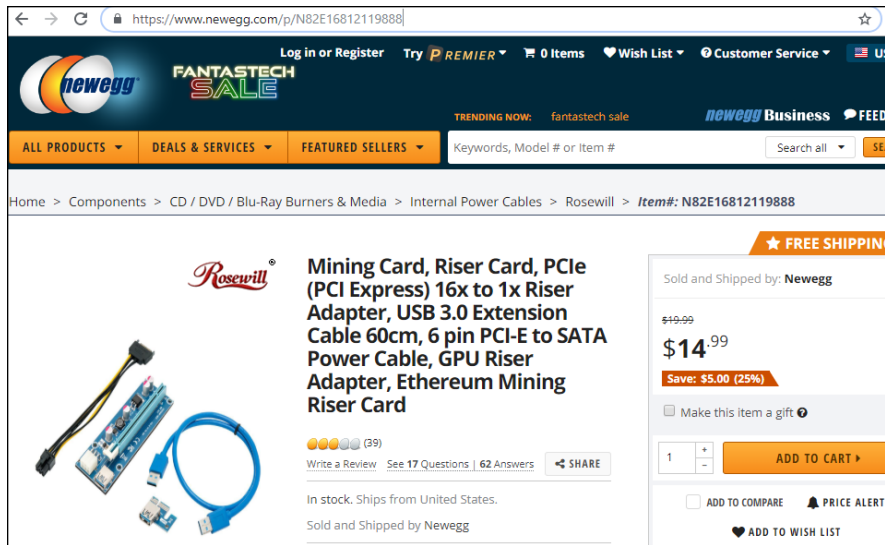 https://www.newegg.com/p/N82E16812119888
newegg
FANTASTECH
SALE
Log in or Register Try PREMIER 0 Items Wish List Customer Service US
TRENDING NOW: fantastech sale
newegg Business FEED
ALL PRODUCTS DEALS & SERVICES FEATURED SELLERS Keywords, Model # or Item # Search all SE
Home > Components > CD / DVD / Blu-Ray Burners & Media > Internal Power Cables > Rosewill > Item#: N82E16812119888
FREE SHIPPING
Rosewill®
Mining Card, Riser Card, PCIe
(PCI Express) 16x to 1x Riser
Adapter, USB 3.0 Extension
Cable 60cm, 6 pin PCI-E to SATA
Power Cable, GPU Riser
Adapter, Ethereum Mining
Riser Card
(39)
Write a Review See 17 Questions | 62 Answers SHARE
In stock. Ships from United States.
Sold and Shipped by Newegg
Sold and Shipped by: Newegg
$19.99
$14.99
Save: $5.00 (25%)
Make this item a gift
1 + - ADD TO CART
ADD TO COMPARE PRICE ALERT
ADD TO WISH LIST